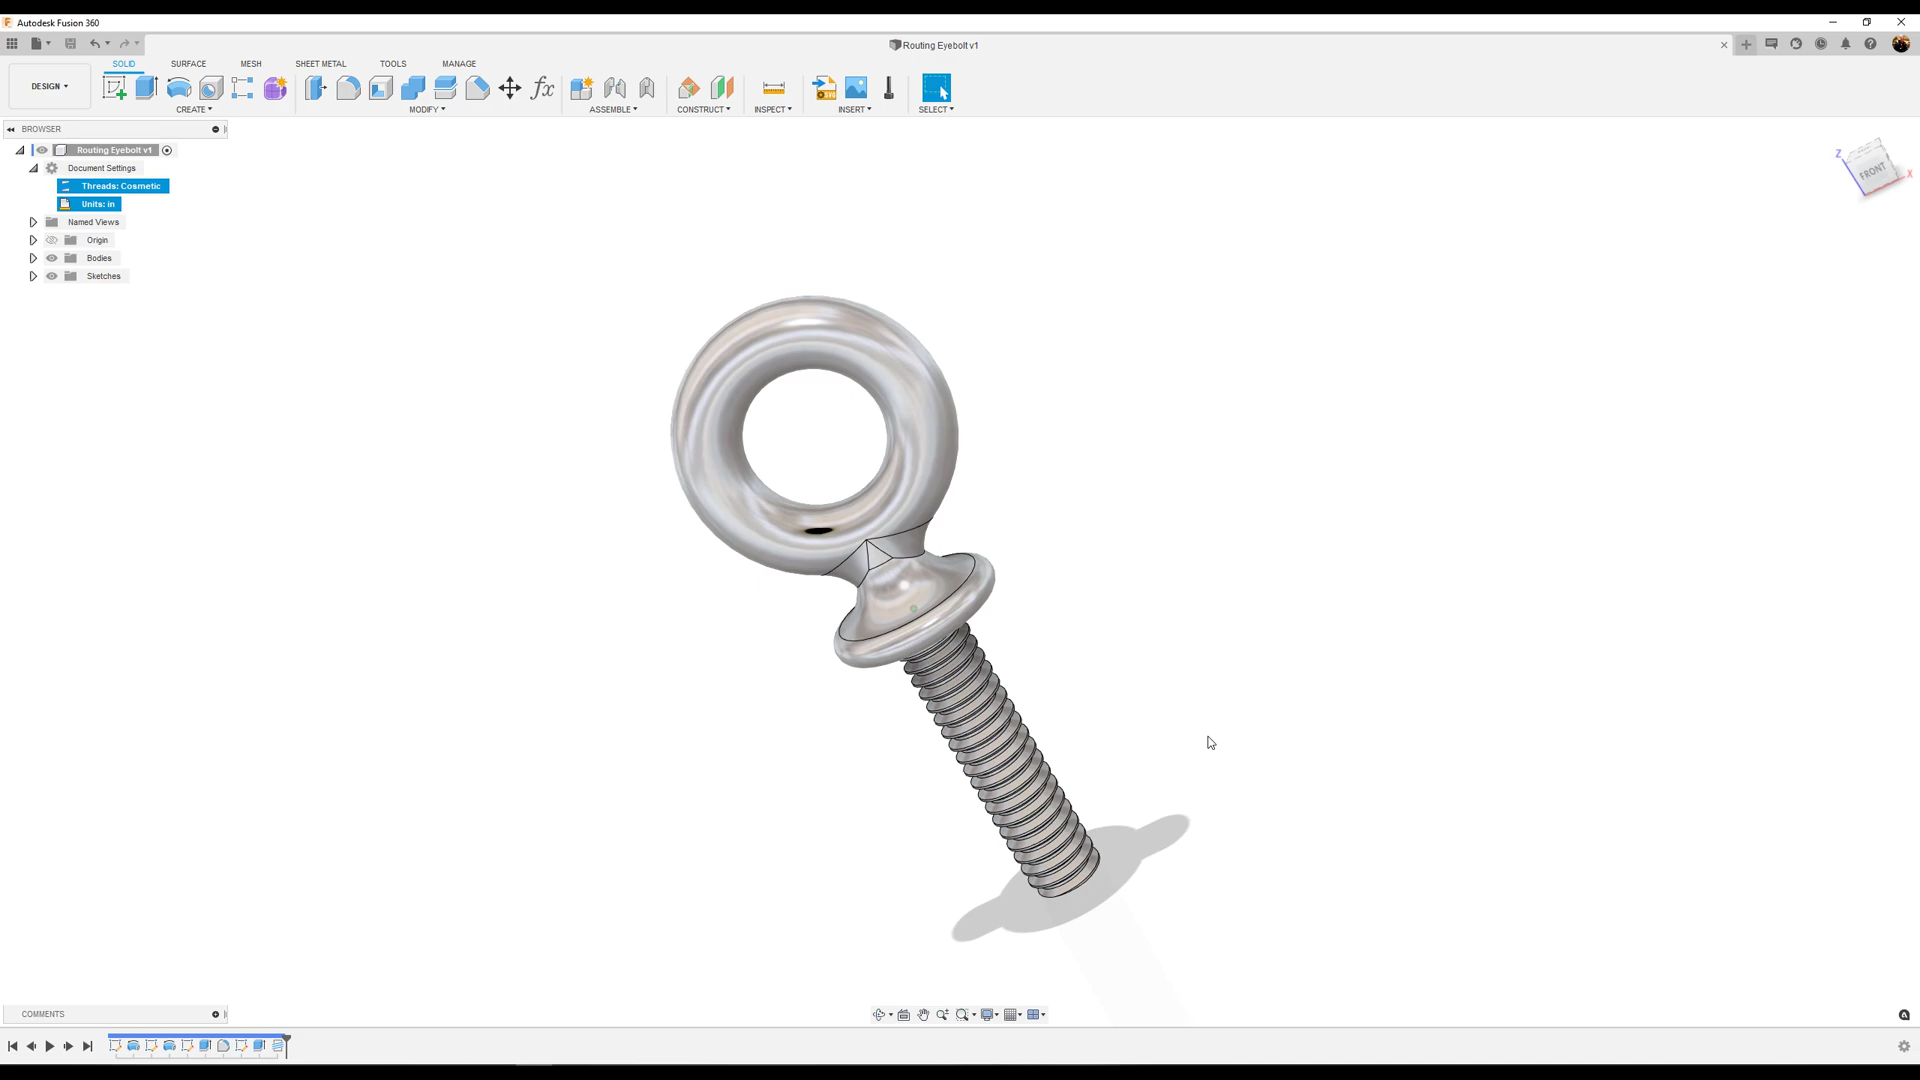 Autodesk Fusion 360
Routing Eyebolt v1
SOLID SURFACE MESH SHEET METAL TOOLS MANAGE
DESIGN
CREATE MODIFY ASSEMBLE CONSTRUCT INSPECT INSERT SELECT
BROWSER
Routing Eyebolt v1
Document Settings
Threads: Cosmetic
Units: in
Named Views
Origin
Bodies
Sketches
Z
FRONT
X
COMMENTS